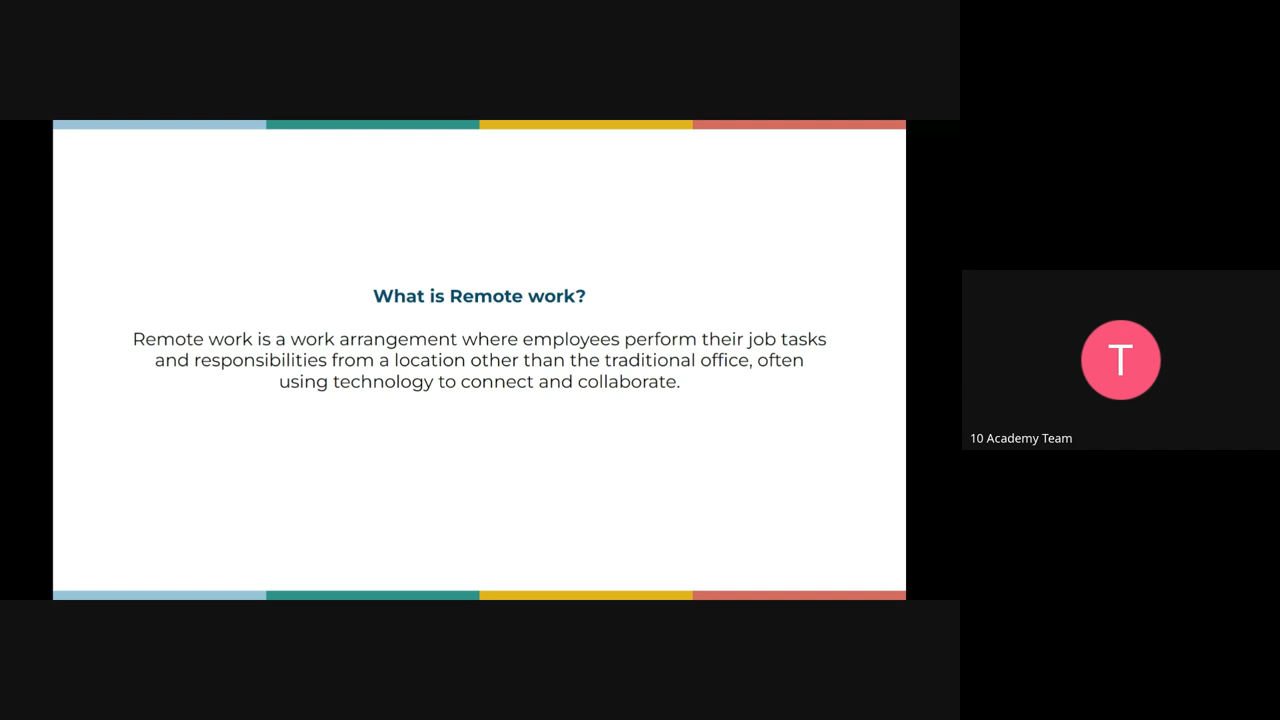 What is Remote work?
Remote work is a work arrangement where employees perform their job tasks
and responsibilities from a location other than the traditional office, often
using technology to connect and collaborate.
T
10 Academy Team